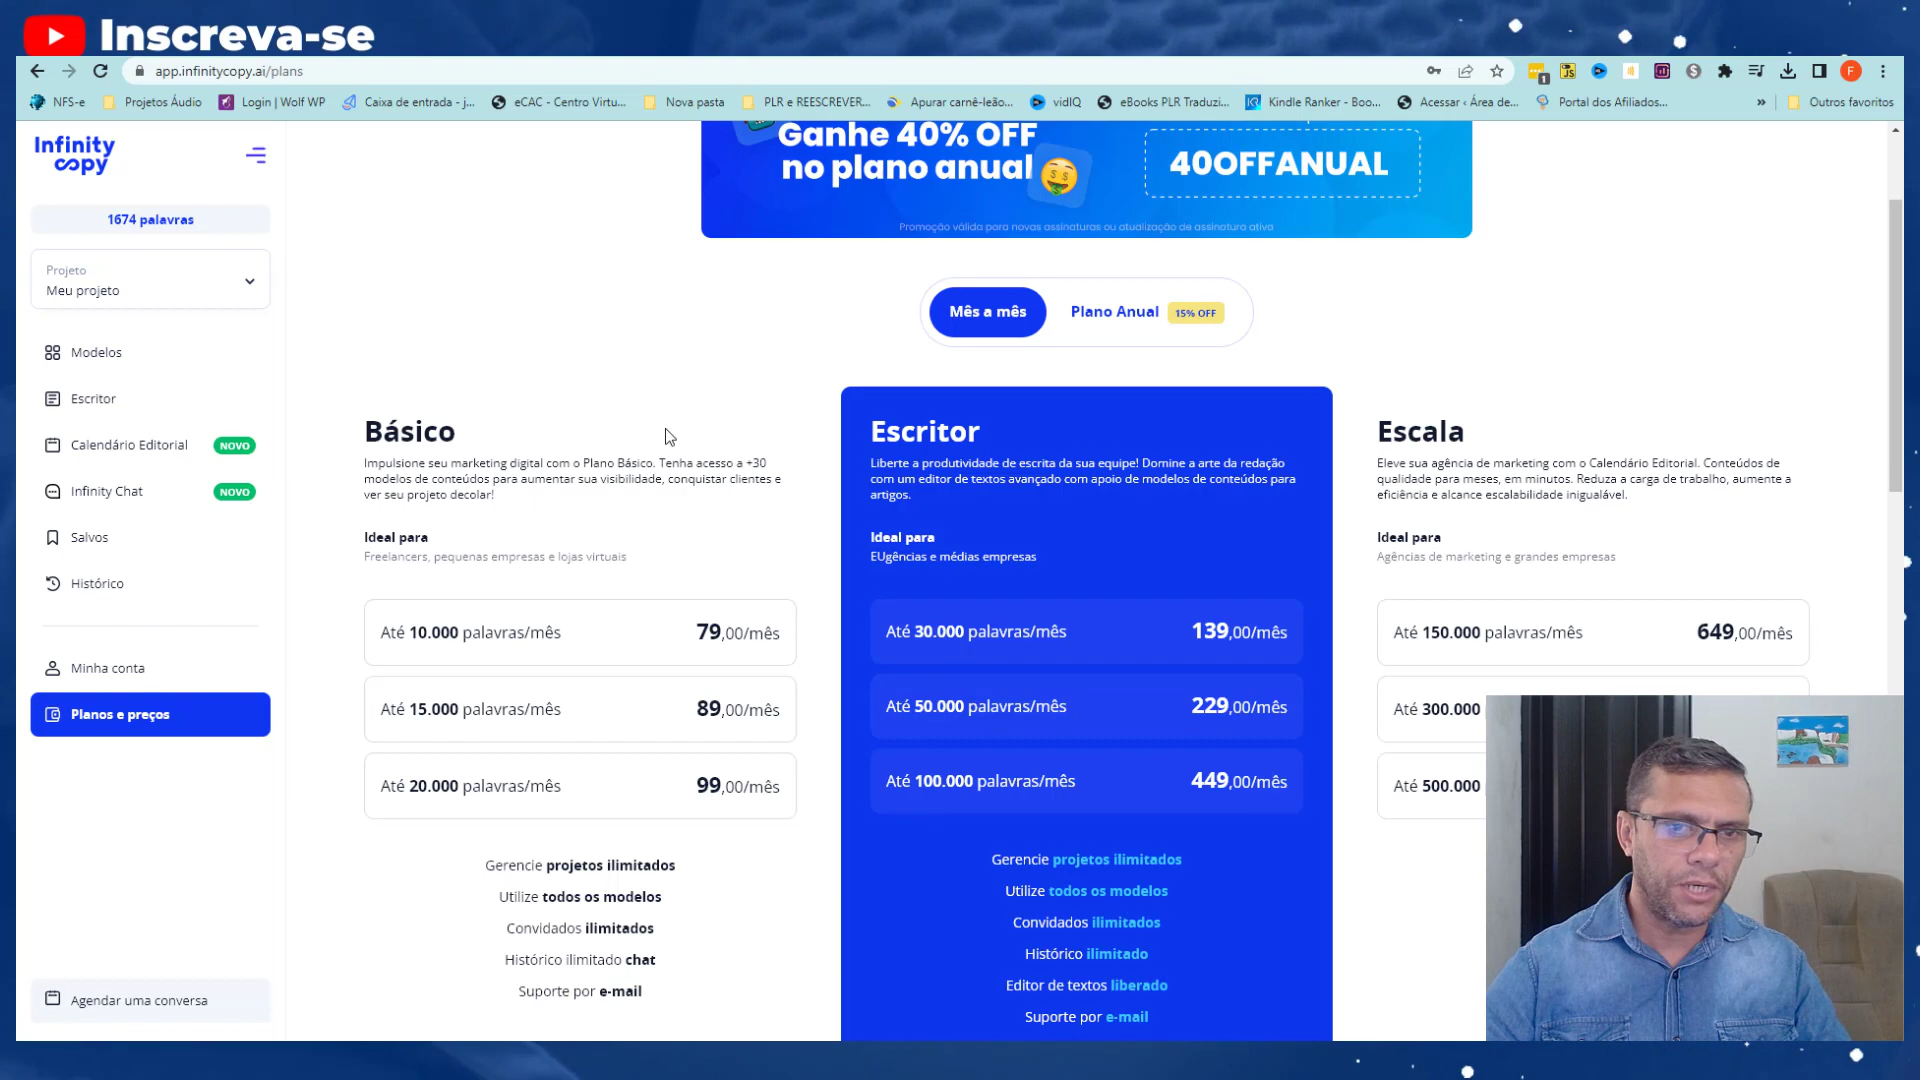 Inscreva-se
app.infinitycopy.ai/plans
1
F
NFS-e
Projetos Áudio
Login | Wolf WP
Caixa de entrada - j...
eCAC - Centro Virtu...
Nova pasta
PLR e REESCREVER...
Apurar carnê-leão...
vidIQ
eBooks PLR Traduzi...
Kindle Ranker - Boo...
Acessar ‹ Área de...
Portal dos Afiliados...
»
Outros favoritos
Infinity
copy
1674 palavras
Projeto
Meu projeto
Modelos
Escritor
Calendário Editorial NOVO
Infinity Chat NOVO
Salvos
Histórico
Minha conta
Planos e preços
Agendar uma conversa
Ganhe 40% OFF
no plano anual
40OFFANUAL
Promoção válida para novas assinaturas ou atualização de assinatura ativa
Mês a mês
Plano Anual 15% OFF
Básico
Impulsione seu marketing digital com o Plano Básico. Tenha acesso a +30
modelos de conteúdos para aumentar sua visibilidade, conquistar clientes e
ver seu projeto decolar!
Ideal para
Freelancers, pequenas empresas e lojas virtuais
Até 10.000 palavras/mês 79,00/mês
Até 15.000 palavras/mês 89,00/mês
Até 20.000 palavras/mês 99,00/mês
Gerencie projetos ilimitados
Utilize todos os modelos
Convidados ilimitados
Histórico ilimitado chat
Suporte por e-mail
Escritor
Liberte a produtividade de escrita da sua equipe! Domine a arte da redação
com um editor de textos avançado com apoio de modelos de conteúdos para
artigos.
Ideal para
EUgências e médias empresas
Até 30.000 palavras/mês 139,00/mês
Até 50.000 palavras/mês 229,00/mês
Até 100.000 palavras/mês 449,00/mês
Gerencie projetos ilimitados
Utilize todos os modelos
Convidados ilimitados
Histórico ilimitado
Editor de textos liberado
Suporte por e-mail
Escala
Eleve sua agência de marketing com o Calendário Editorial. Conteúdos de
qualidade para meses, em minutos. Reduza a carga de trabalho, aumente a
eficiência e alcance escalabilidade inigualável.
Ideal para
Agências de marketing e grandes empresas
Até 150.000 palavras/mês 649,00/mês
Até 300.000
Até 500.000